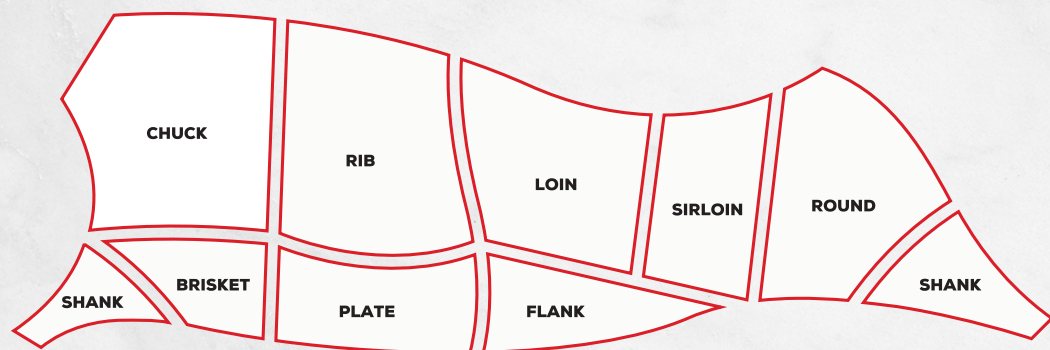 CHUCK
RIB
LOIN
SIRLOIN
ROUND
SHANK
BRISKET
PLATE
FLANK
SHANK